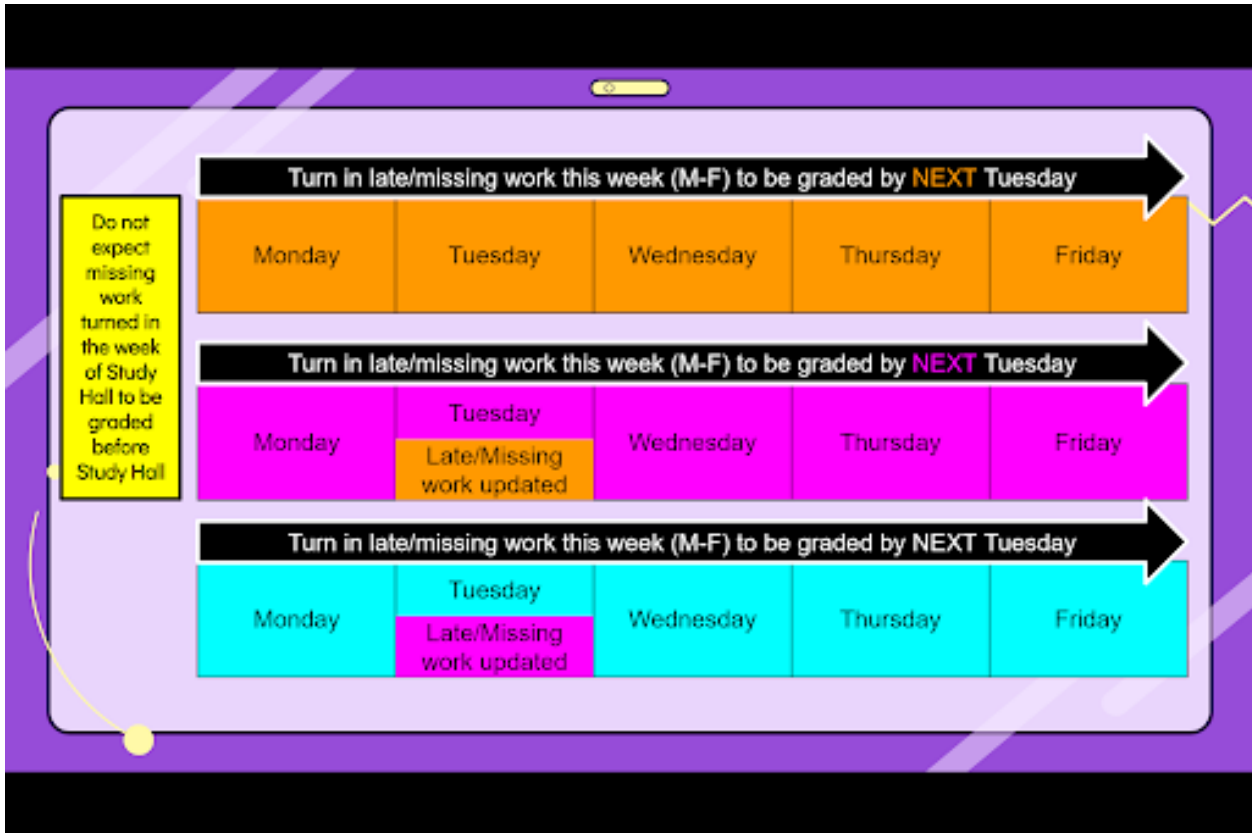 Turn in late/missing work this week (M-F) to be graded by NEXT Tuesday
Do not
expect
missing
work
turned in
the week
of Study
Hall to be
graded
before
Study Hall
Monday
Tuesday
Wednesday
Thursday
Friday
Turn in late/missing work this week (M-F) to be graded by NEXT Tuesday
Monday
Tuesday
Late/Missing
work updated
Wednesday
Thursday
Friday
Turn in late/missing work this week (M-F) to be graded by NEXT Tuesday
Monday
Tuesday
Late/Missing
work updated
Wednesday
Thursday
Friday